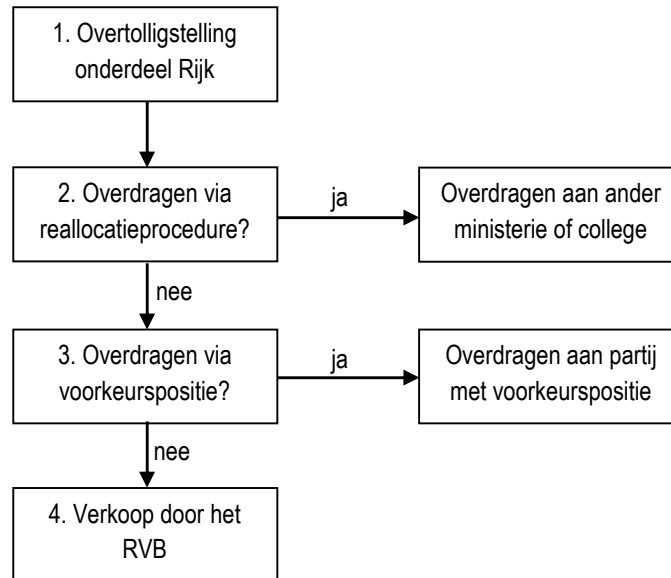 1. Overtolligstelling
onderdeel Rijk
2. Overdragen via
reallocatieprocedure?
ja
Overdragen aan ander
ministerie of college
nee
3. Overdragen via
voorkeurspositie?
ja
Overdragen aan partij
met voorkeurspositie
nee
4. Verkoop door het
RVB